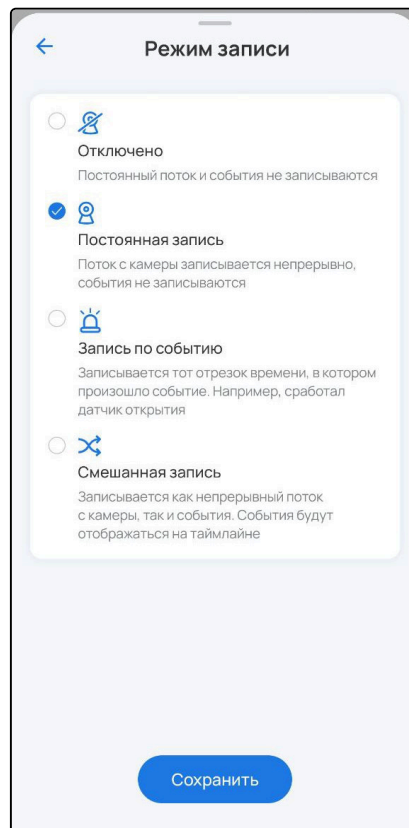 Режим записи
Отключено
Постоянный поток и события не записываются
Постоянная запись
Поток с камеры записывается непрерывно,
события не записываются
Запись по событию
Записывается тот отрезок времени, в котором
произошло событие. Например, сработал
датчик открытия
Смешанная запись
Записывается как непрерывный поток
с камеры, так и события. События будут
отображаться на таймлайне
Сохранить